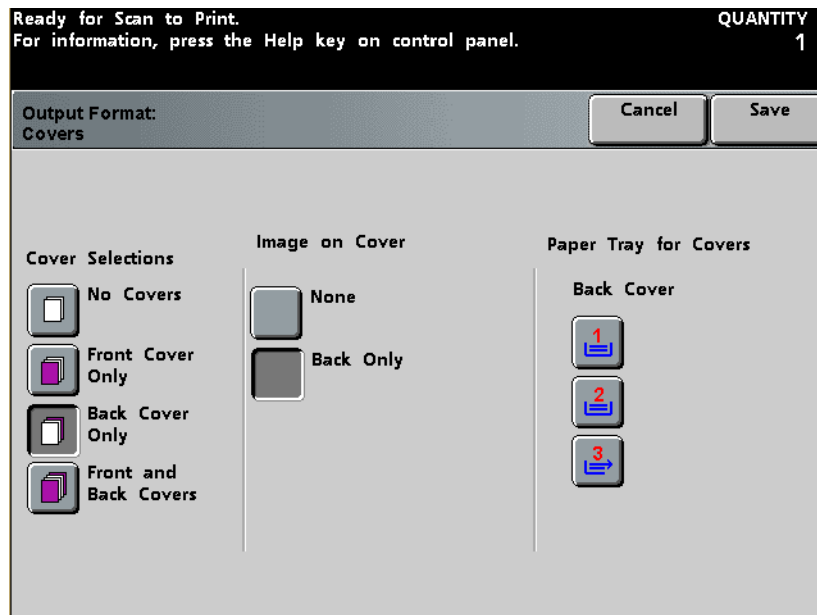 Ready for Scan to Print.
For information, press the Help key on control panel.
QUANTITY
1
Output Format:
Covers
Cancel
Save
Cover Selections
No Covers
Front Cover
Only
Back Cover
Only
Front and
Back Covers
Image on Cover
None
Back Only
Paper Tray for Covers
Back Cover
1
2
3